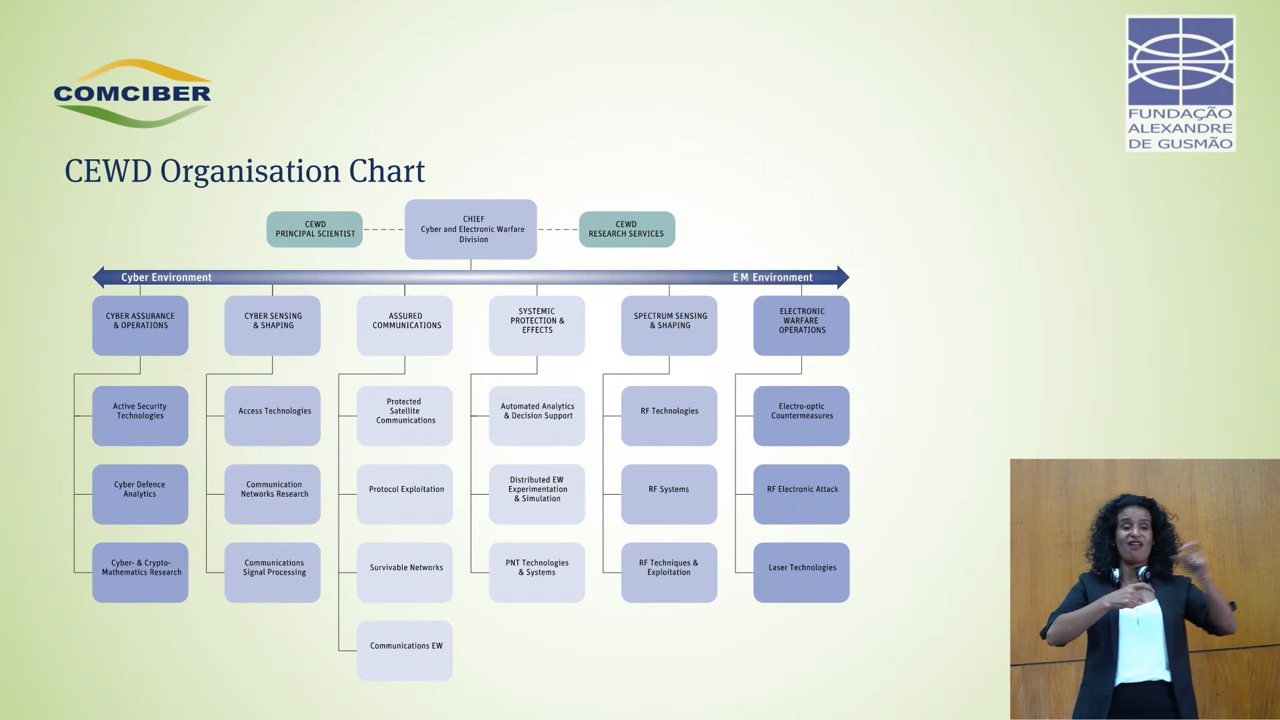 COMCIBER
FUNDAÇÃO
ALEXANDRE
DE GUSMÃO
CEWD Organisation Chart
CEWD
PRINCIPAL SCIENTIST
CHIEF
Cyber and Electronic Warfare
Division
CEWD
RESEARCH SERVICES
Cyber Environment
E M Environment
CYBER ASSURANCE
& OPERATIONS
CYBER SENSING
& SHAPING
ASSURED
COMMUNICATIONS
SYSTEMIC
PROTECTION &
EFFECTS
SPECTRUM SENSING
& SHAPING
ELECTRONIC
WARFARE
OPERATIONS
Active Security
Technologies
Access Technologies
Protected
Satellite
Communications
Automated Analytics
& Decision Support
RF Technologies
Electro-optic
Countermeasures
Cyber Defence
Analytics
Communication
Networks Research
Protocol Exploitation
Distributed EW
Experimentation
& Simulation
RF Systems
RF Electronic Attack
Cyber- & Crypto-
Mathematics Research
Communications
Signal Processing
Survivable Networks
PNT Technologies
& Systems
RF Techniques &
Exploitation
Laser Technologies
Communications EW